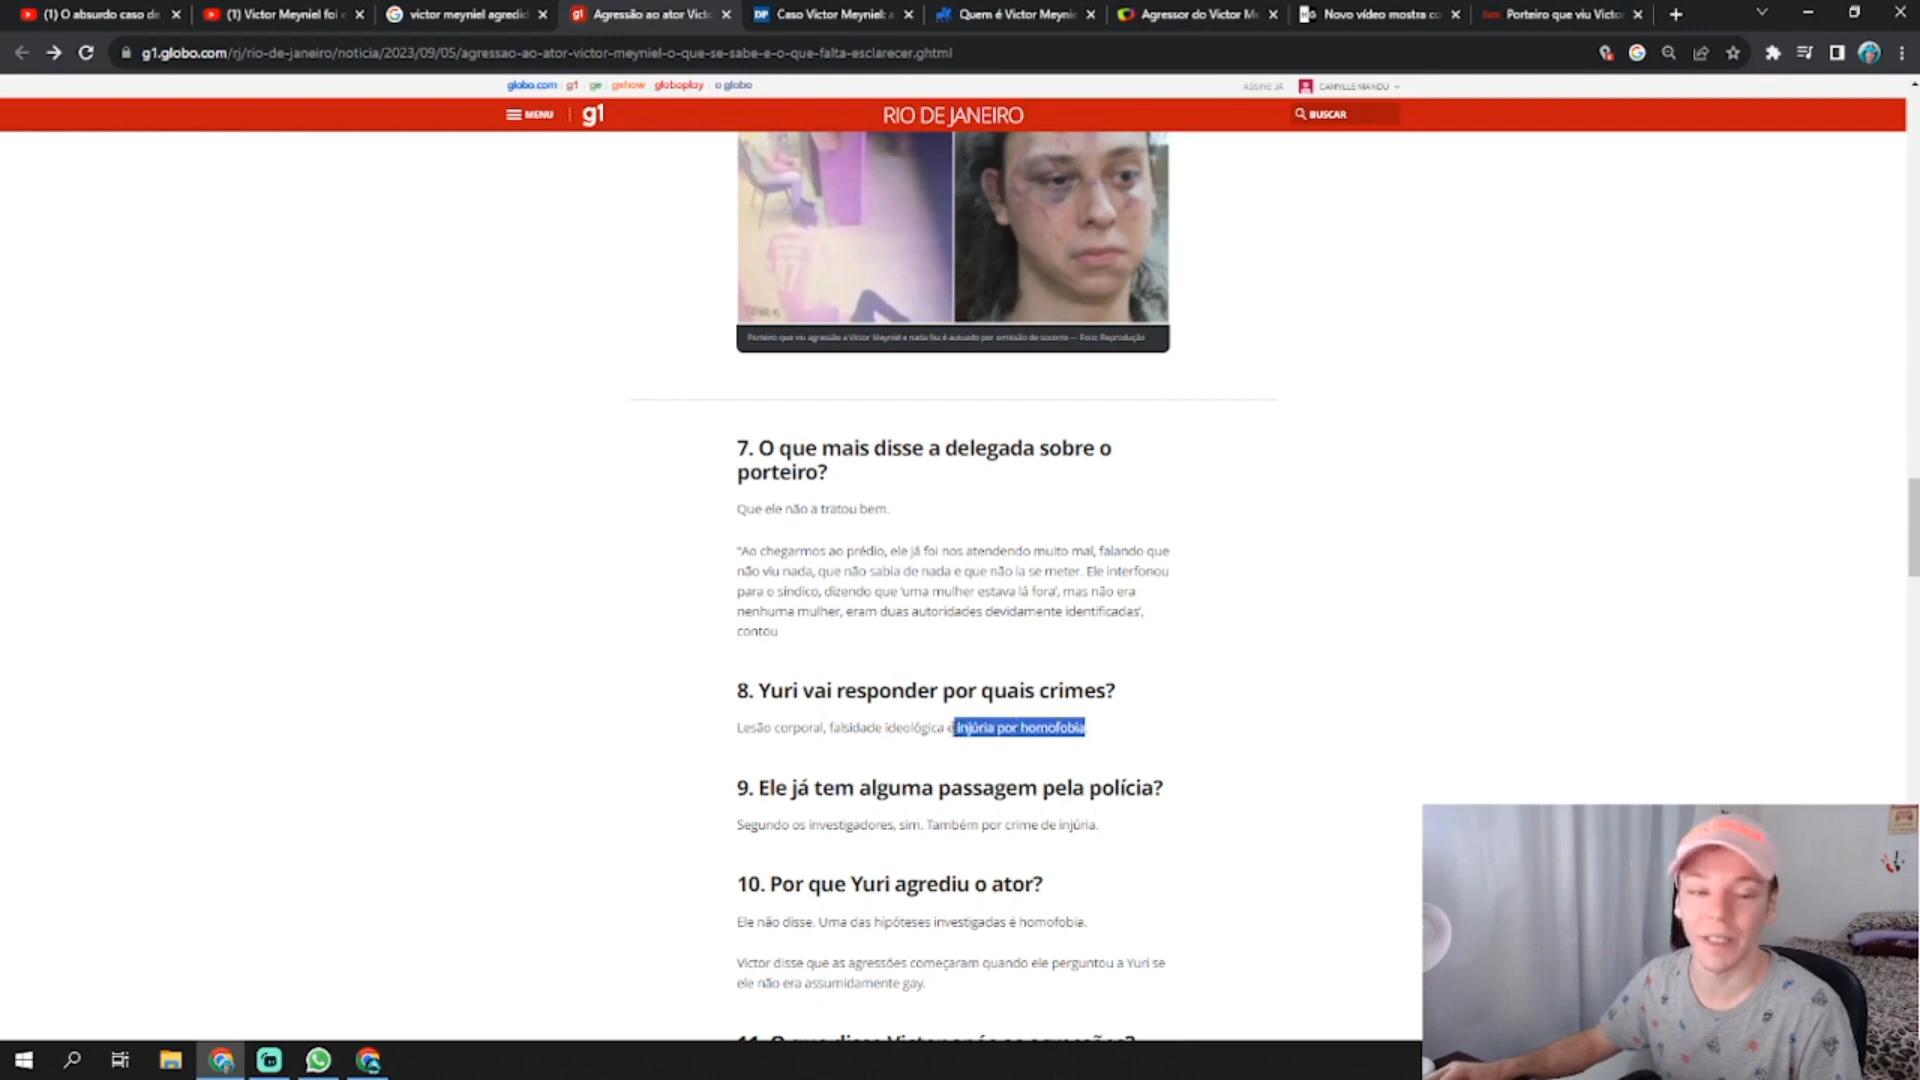 (1) O absurdo caso de
(1) Victor Meyniel foi
victor meyniel agredi
Agressão ao ator Vict
Caso Victor Meyniel: a
Quem é Victor Meynie
Agressor do Victor M
Novo vídeo mostra co
Porteiro que viu Victor
g1.globo.com/rj/rio-de-janeiro/noticia/2023/09/05/agressao-ao-ator-victor-meyniel-o-que-se-sabe-e-o-que-falta-esclarecer.ghtml
globo.com g1 ge gshow globoplay o globo
ASSINE JÁ CAMYLLE MANDU
MENU g1 RIO DE JANEIRO BUSCAR
Porteiro que viu agressão a Victor Meyniel e nada fez é autuado por omissão de socorro — Foto: Reprodução
7. O que mais disse a delegada sobre o
porteiro?
Que ele não a tratou bem.
"Ao chegarmos ao prédio, ele já foi nos atendendo muito mal, falando que
não viu nada, que não sabia de nada e que não ia se meter. Ele interfonou
para o síndico, dizendo que 'uma mulher estava lá fora', mas não era
nenhuma mulher, eram duas autoridades devidamente identificadas',
contou
8. Yuri vai responder por quais crimes?
Lesão corporal, falsidade ideológica e injúria por homofobia
9. Ele já tem alguma passagem pela polícia?
Segundo os investigadores, sim. Também por crime de injúria.
10. Por que Yuri agrediu o ator?
Ele não disse. Uma das hipóteses investigadas é homofobia.
Victor disse que as agressões começaram quando ele perguntou a Yuri se
ele não era assumidamente gay.
11. O que disse Victor após as agressões?